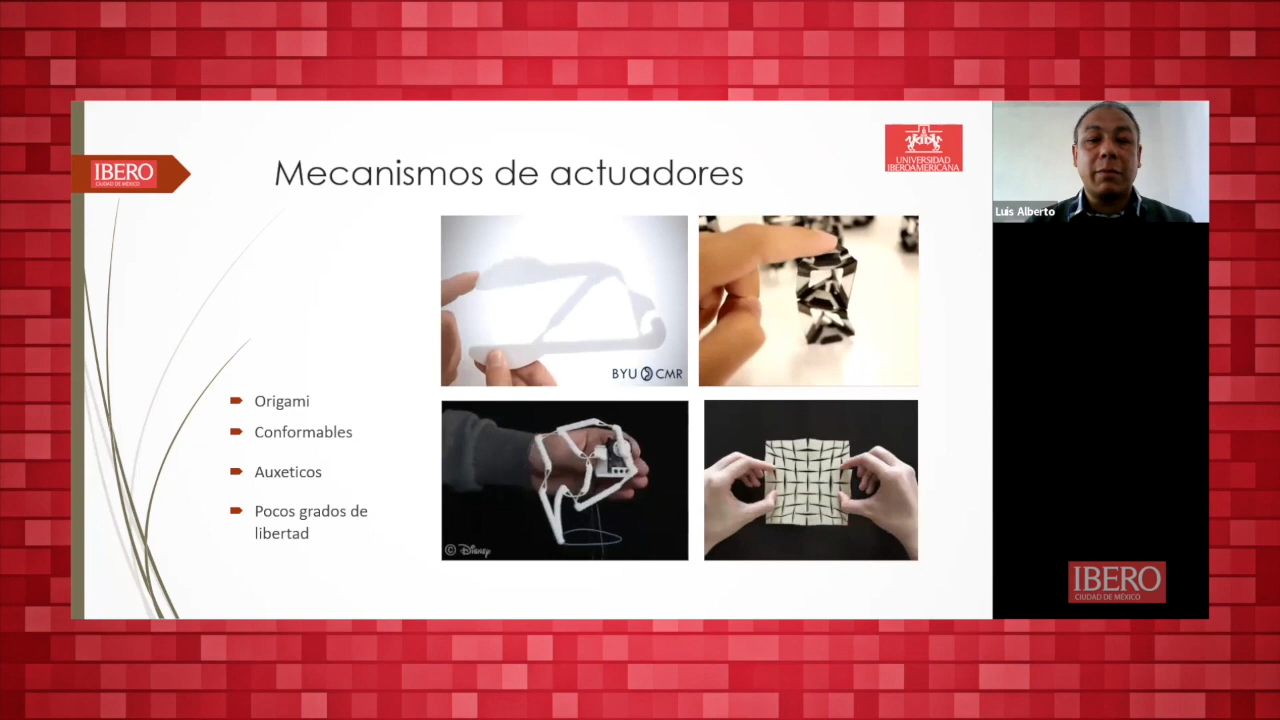 IBERO
CIUDAD DE MÉXICO
Mecanismos de actuadores
UNIVERSIDAD
IBEROAMERICANA
Luis Alberto
BYU CMR
Origami
Conformables
Auxeticos
Pocos grados de
libertad
© Disney
IBERO
CIUDAD DE MÉXICO